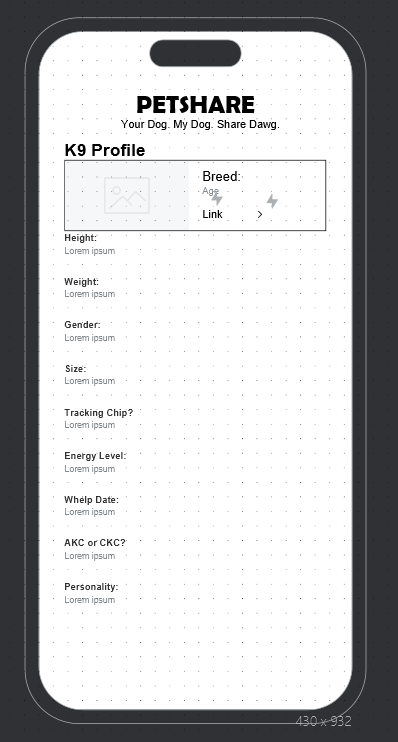 PETSHARE
Your Dog. My Dog. Share Dawg.
K9 Profile
Breed:
Age
Link
Height:
Lorem ipsum
Weight:
Lorem ipsum
Gender:
Lorem ipsum
Size:
Lorem ipsum
Tracking Chip?
Lorem ipsum
Energy Level:
Lorem ipsum
Whelp Date:
Lorem ipsum
AKC or CKC?
Lorem ipsum
Personality:
Lorem ipsum
430 x 932